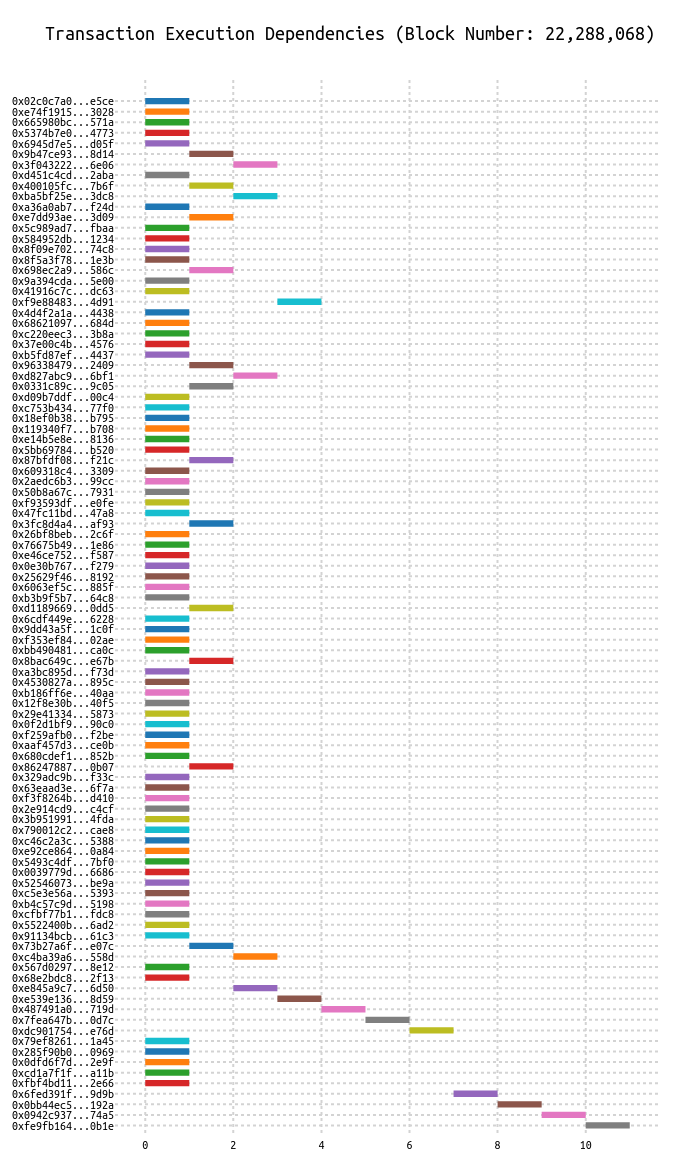 Transaction Execution Dependencies (Block Number: 22,288,068)
0x02c0c7a0...e5ce
0xe74f1915...3028
0x665980bc...571a
0x5374b7e0...4773
0x6945d7e5...d05f
0x9b47ce93...8d14
0x3f043222...6e06
0xd451c4cd...2aba
0x400105fc...7b6f
0xba5bf25e...3dc8
0xa36a0ab7...f24d
0xe7dd93ae...3d09
0x5c989ad7...fbaa
0x584952db...1234
0x8f09e702...74c8
0x8f5a3f78...1e3b
0x698ec2a9...586c
0x9a394cda...5e00
0x41916c7c...dc63
0xf9e88483...4d91
0x4d4f2a1a...4438
0x68621097...684d
0xc220eec3...3b8a
0x37e00c4b...4576
0xb5fd87ef...4437
0x96338479...2409
0xd827abc9...6bf1
0x0331c89c...9c05
0xd09b7ddf...00c4
0xc753b434...77f0
0x18ef0b38...b795
0x119340f7...b708
0xe14b5e8e...8136
0x5bb69784...b520
0x87bfdf08...f21c
0x609318c4...3309
0x2aedc6b3...99cc
0x50b8a67c...7931
0xf93593df...e0fe
0x47fc11bd...47a8
0x3fc8d4a4...af93
0x26bf8beb...2c6f
0x76675b49...1e86
0xe46ce752...f587
0x0e30b767...f279
0x25629f46...8192
0x6063ef5c...885f
0xb3b9f5b7...64c8
0xd1189669...0dd5
0x6cdf449e...6228
0x9dd43a5f...1c0f
0xf353ef84...02ae
0xbb490481...ca0c
0x8bac649c...e67b
0xa3bc895d...f73d
0x4530827a...895c
0xb186ff6e...40aa
0x12f8e30b...40f5
0x29e41334...5873
0x0f2d1bf9...90c0
0xf259afb0...f2be
0xaaf457d3...ce0b
0x680cdef1...852b
0x86247887...0b07
0x329adc9b...f33c
0x63eaad3e...6f7a
0xf3f8264b...d410
0x2e914cd9...c4cf
0x3b951991...4fda
0x790012c2...cae8
0xc46c2a3c...5388
0xe92ce864...0a84
0x5493c4df...7bf0
0x0039779d...6686
0x52546073...be9a
0xc5e3e56a...5393
0xb4c57c9d...5198
0xcfbf77b1...fdc8
0x5522400b...6ad2
0x91134bcb...61c3
0x73b27a6f...e07c
0xc4ba39a6...558d
0x567d0297...8e12
0x68e2bdc8...2f13
0xe845a9c7...6d50
0xe539e136...8d59
0x487491a0...719d
0x7fea647b...0d7c
0xdc901754...e76d
0x79ef8261...1a45
0x285f90b0...0969
0x0dfd6f7d...2e9f
0xcd1a7f1f...a11b
0xfbf4bd11...2e66
0x6fed391f...9d9b
0x0bb44ec5...192a
0x0942c937...74a5
0xfe9fb164...0b1e
0 2 4 6 8 10